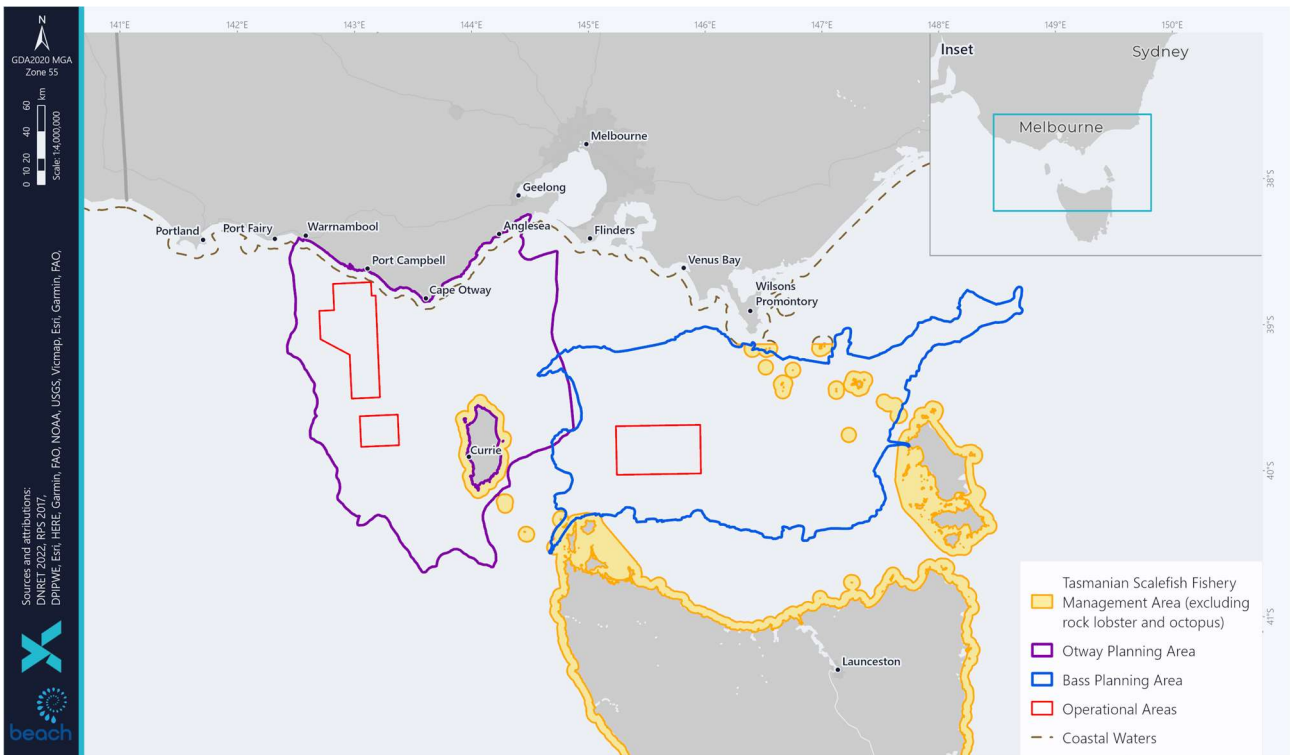 N
GDA2020 MGA
Zone 55
0 10 20 40 60 km
Scale: 1:4,000,000
Sources and attributions:
DNRET 2022, RPS 2017,
DPIPWE, Esri, HERE, Garmin, FAO, NOAA, USGS, Vicmap, Esri, Garmin, FAO,
beach
141°E 142°E 143°E 144°E 145°E 146°E 147°E 148°E 149°E 150°E
Inset
Sydney
Melbourne
38°S
39°S
40°S
41°S
Melbourne
Geelong
Portland
Port Fairy
Warrnambool
Anglesea
Flinders
Port Campbell
Venus Bay
Cape Otway
Wilsons
Promontory
Currie
Launceston
Tasmanian Scalefish Fishery
Management Area (excluding
rock lobster and octopus)
Otway Planning Area
Bass Planning Area
Operational Areas
Coastal Waters